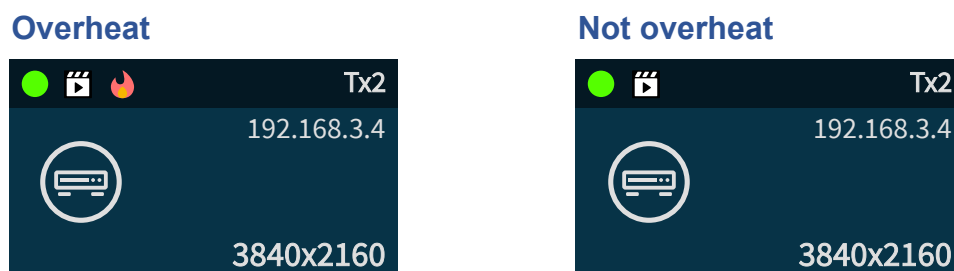 Overheat
Tx2
192.168.3.4
3840x2160
Not overheat
Tx2
192.168.3.4
3840x2160